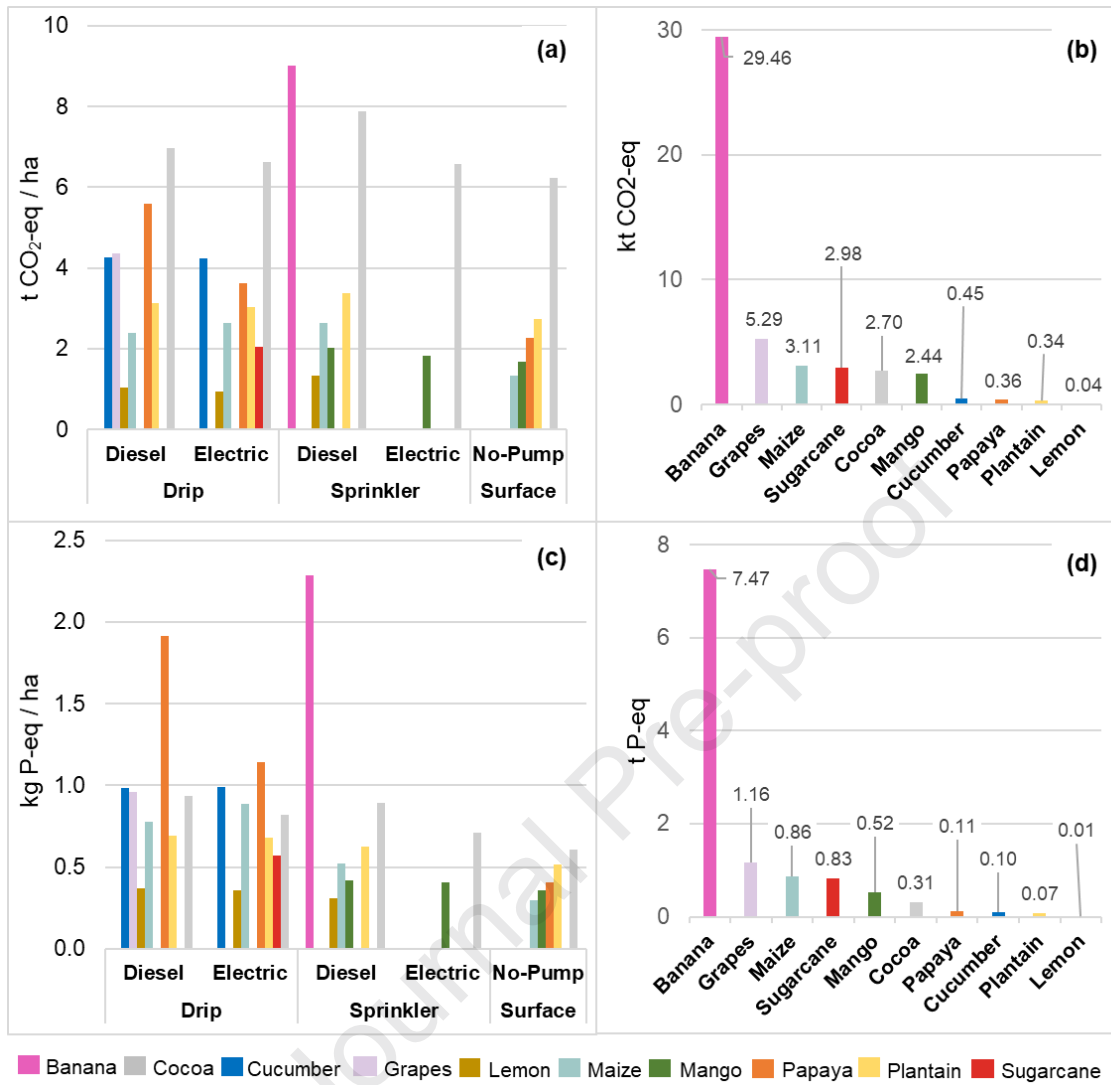 (a)
t CO₂-eq / ha
10
8
6
4
2
0
Diesel Electric Diesel Electric No-Pump
Drip Sprinkler Surface
(b)
kt CO2-eq
30
20
10
0
29.46
5.29
3.11
2.98
2.70
2.44
0.45
0.36
0.34
0.04
Banana
Grapes
Maize
Sugarcane
Cocoa
Mango
Cucumber
Papaya
Plantain
Lemon
(c)
kg P-eq / ha
2.5
2.0
1.5
1.0
0.5
0.0
Diesel Electric Diesel Electric No-Pump
Drip Sprinkler Surface
(d)
t P-eq
8
6
4
2
0
7.47
1.16
0.86
0.83
0.52
0.31
0.11
0.10
0.07
0.01
Banana
Grapes
Maize
Sugarcane
Mango
Cocoa
Papaya
Cucumber
Plantain
Lemon
Journal Pre-proof
Banana Cocoa Cucumber Grapes Lemon Maize Mango Papaya Plantain Sugarcane